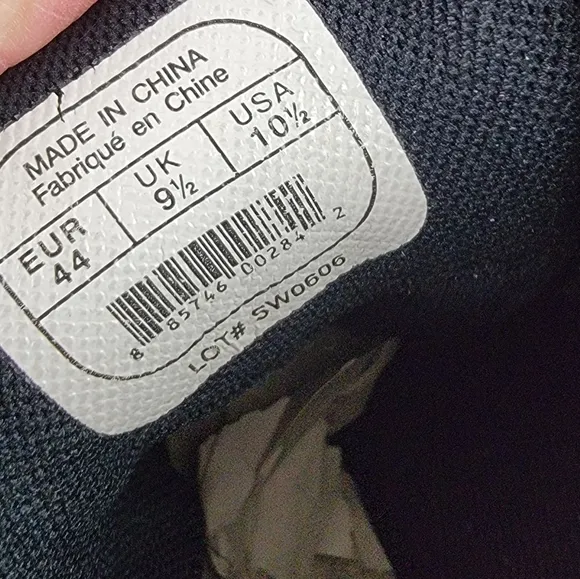 MADE IN CHINA
Fabriqué en Chine
EUR UK USA
44 9½ 10½
8 85746 00284 2
LOT# SW0606